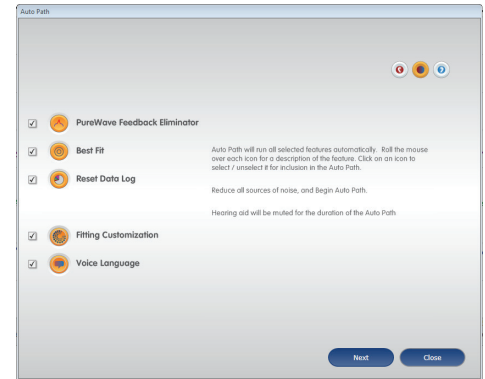 Auto Path
PureWave Feedback Eliminator
Best Fit
Auto Path will run all selected features automatically. Roll the mouse
over each icon for a description of the feature. Click on an icon to
select / unselect it for inclusion in the Auto Path.
Reset Data Log
Reduce all sources of noise, and Begin Auto Path.
Hearing aid will be muted for the duration of the Auto Path
Fitting Customization
Voice Language
Next
Close